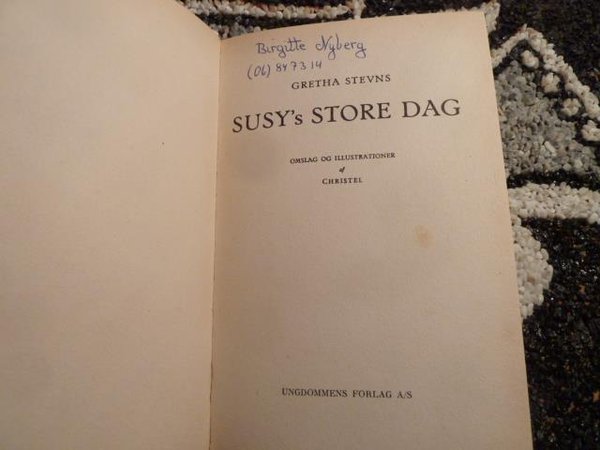 Birgitte Nyberg
(06) 847314
GRETHA STEVNS
SUSY's STORE DAG
OMSLAG OG ILLUSTRATIONER
af
CHRISTEL
UNGDOMMENS FORLAG A/S